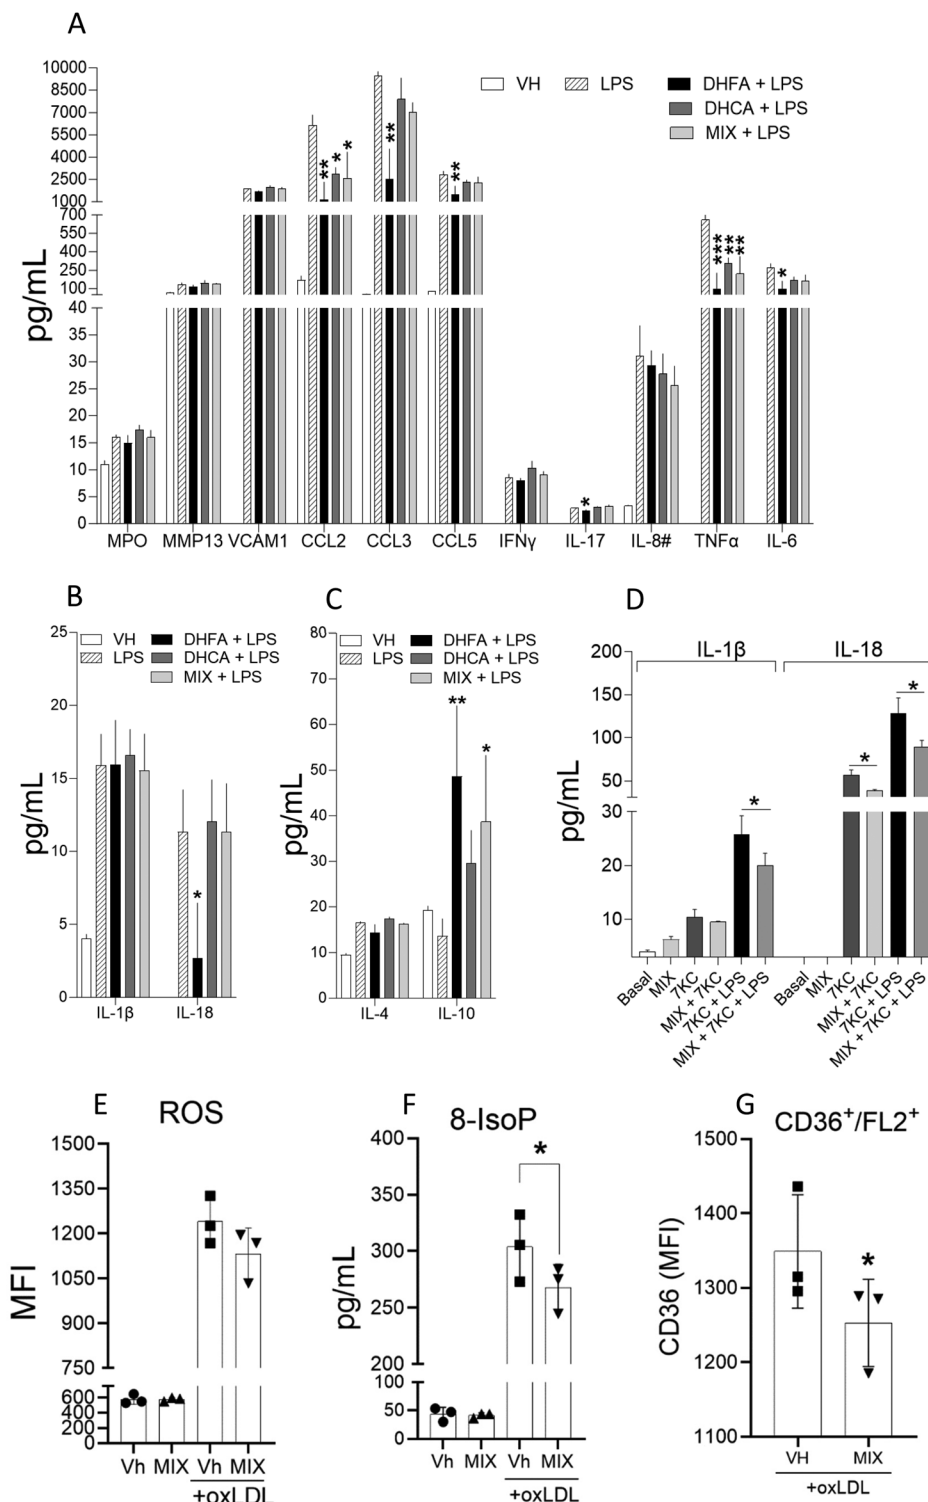 A
10000
8500
7000
5500
4000
2500
1000
700
550
400
250
100
40
35
30
25
20
15
10
5
0
pg/mL
VH LPS DHFA + LPS
DHCA + LPS
MIX + LPS
** * *
**
**
*
*** *** ***
*
MPO MMP13 VCAM1 CCL2 CCL3 CCL5 IFNγ IL-17 IL-8# TNFα IL-6
B
25
20
15
10
5
0
pg/mL
VH DHFA + LPS
LPS DHCA + LPS
MIX + LPS
*
IL-1β IL-18
C
80
70
60
50
40
30
20
10
0
pg/mL
VH DHFA + LPS
LPS DHCA + LPS
MIX + LPS
**
*
IL-4 IL-10
D
IL-1β IL-18
200
150
100
50
30
20
10
pg/mL
*
*
*
Basal
MIX
7KC
MIX + 7KC
7KC + LPS
MIX + 7KC + LPS
Basal
MIX
7KC
MIX + 7KC
7KC + LPS
MIX + 7KC + LPS
E
ROS
1500
1350
1200
1050
900
750
600
400
200
0
MFI
Vh MIX Vh MIX
+oxLDL
F
8-IsoP
400
350
300
250
200
100
50
0
pg/mL
*
Vh MIX Vh MIX
+oxLDL
G
CD36⁺/FL2⁺
1500
1400
1300
1200
1100
CD36 (MFI)
*
VH MIX
+oxLDL